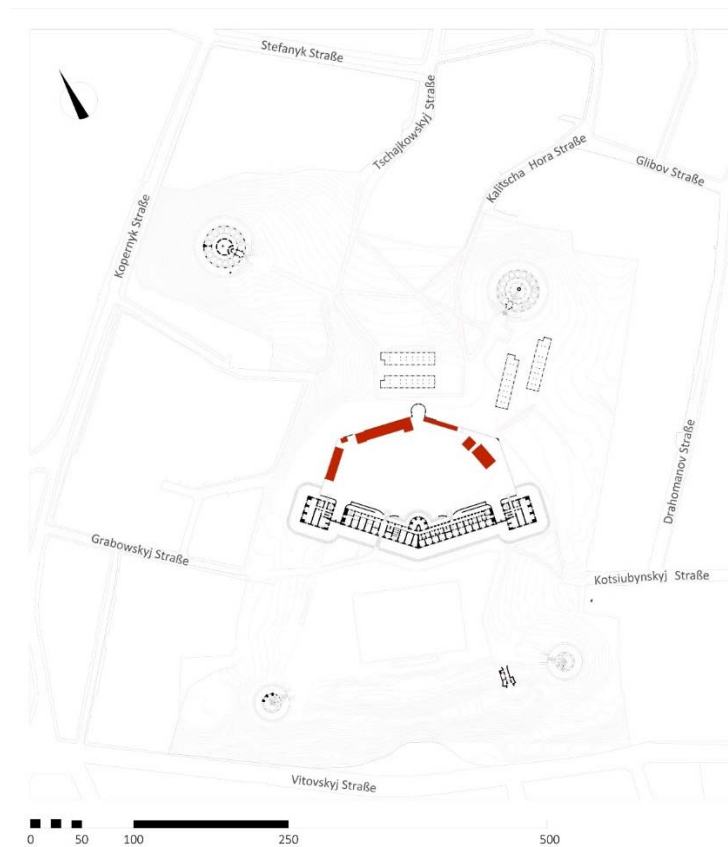 Stefanyk Straße
Tschajkowskyj Straße
Kalitscha Hora Straße
Glibov Straße
Kopernyk Straße
Drahomanov Straße
Grabowskyj Straße
Kotsiubynskyj Straße
Vitovskyj Straße
0 50 100 250 500